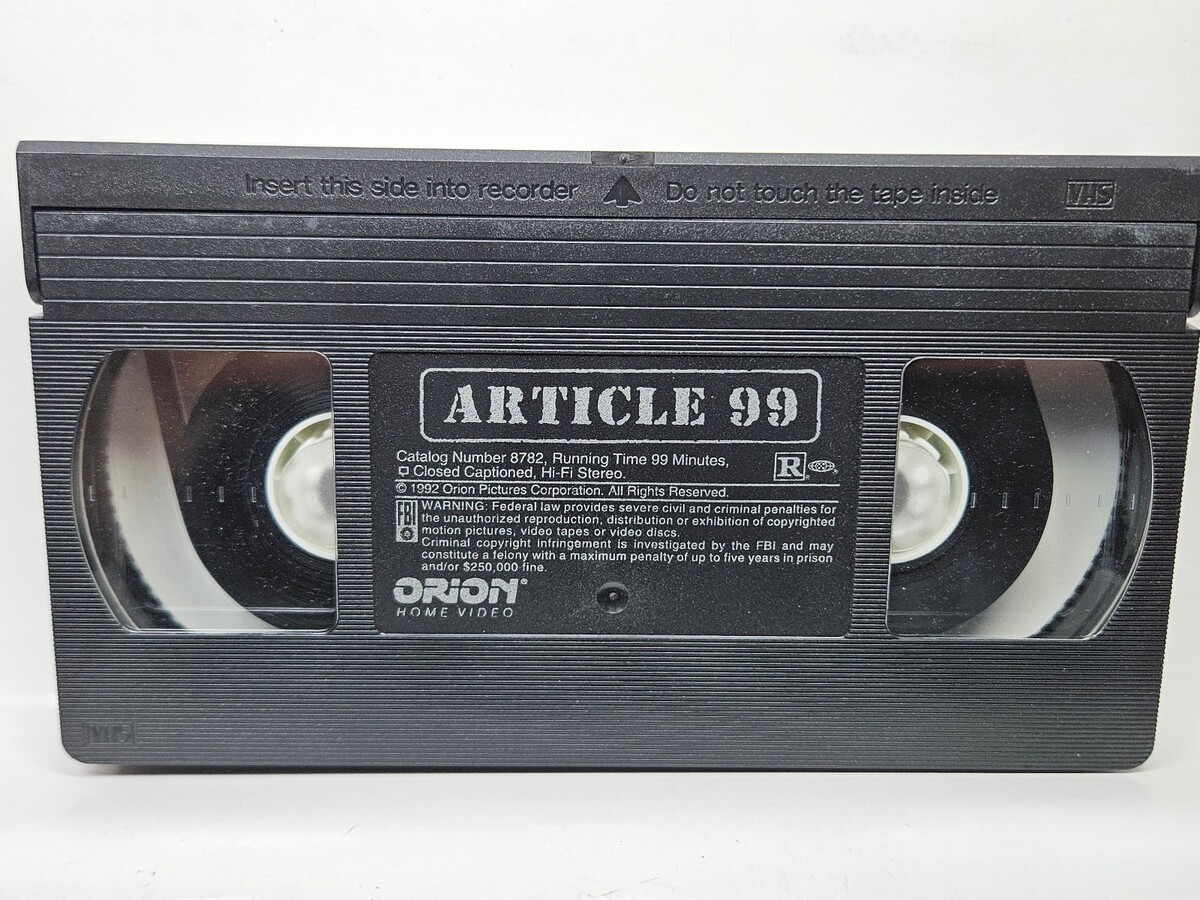 Insert this side into recorder Do not touch the tape inside VHS
ARTICLE 99
Catalog Number 8782, Running Time 99 Minutes,
Closed Captioned, Hi-Fi Stereo.
R
© 1992 Orion Pictures Corporation. All Rights Reserved.
FBI
WARNING: Federal law provides severe civil and criminal penalties for
the unauthorized reproduction, distribution or exhibition of copyrighted
motion pictures, video tapes or video discs.
Criminal copyright infringement is investigated by the FBI and may
constitute a felony with a maximum penalty of up to five years in prison
and/or $250,000 fine.
ORION®
HOME VIDEO
VHS